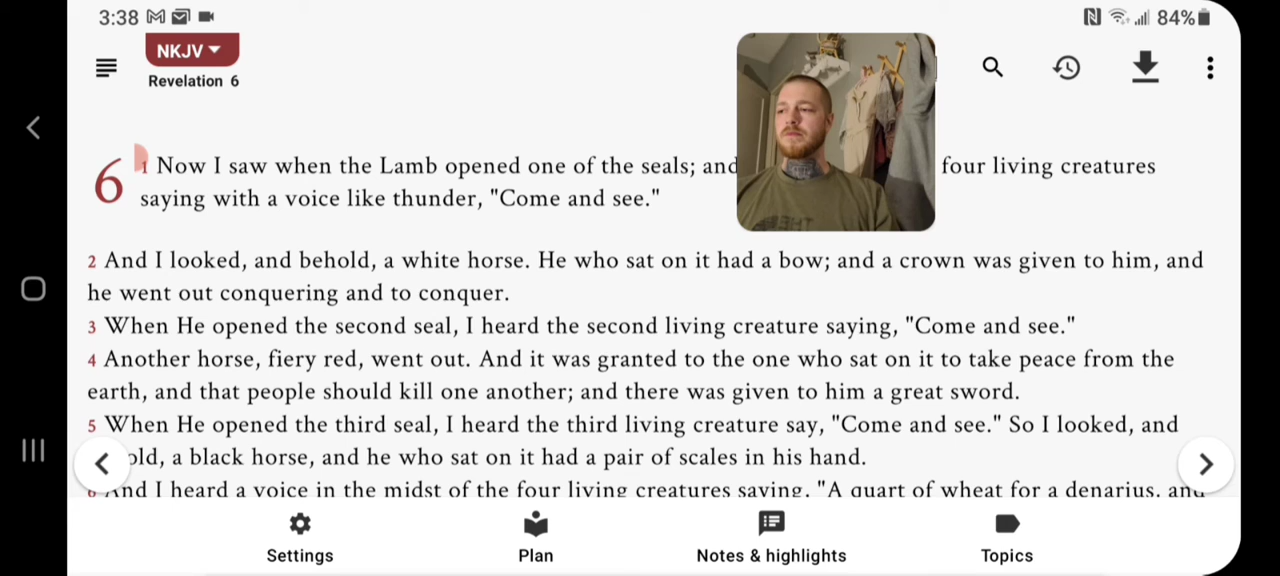 3:38 84%
NKJV
Revelation 6
6 1 Now I saw when the Lamb opened one of the seals; and four living creatures
saying with a voice like thunder, "Come and see."
2 And I looked, and behold, a white horse. He who sat on it had a bow; and a crown was given to him, and
he went out conquering and to conquer.
3 When He opened the second seal, I heard the second living creature saying, "Come and see."
4 Another horse, fiery red, went out. And it was granted to the one who sat on it to take peace from the
earth, and that people should kill one another; and there was given to him a great sword.
5 When He opened the third seal, I heard the third living creature say, "Come and see." So I looked, and
old, a black horse, and he who sat on it had a pair of scales in his hand.
6 And I heard a voice in the midst of the four living creatures saying, "A quart of wheat for a denarius, and
Settings Plan Notes & highlights Topics